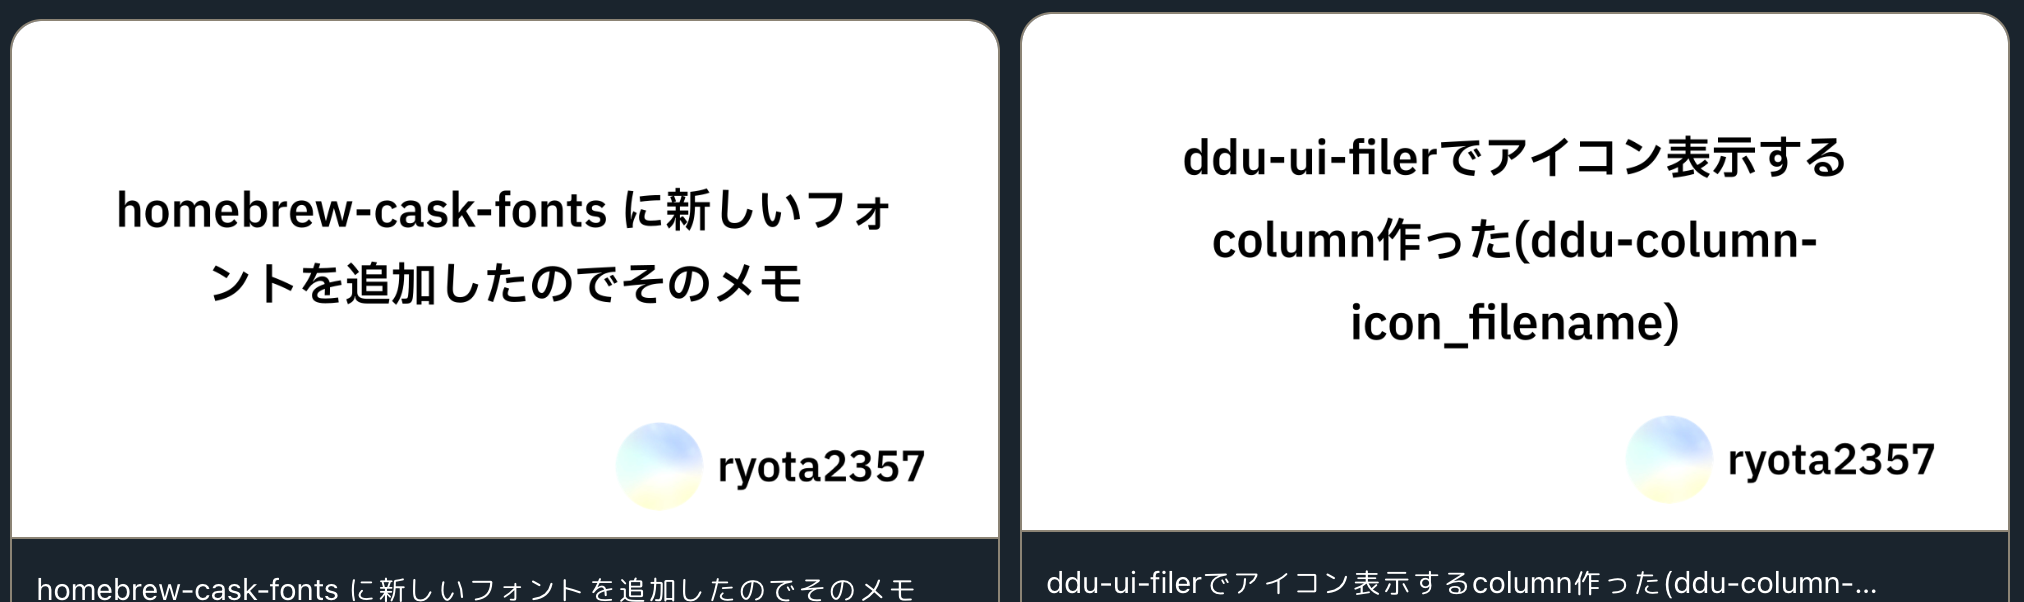 homebrew-cask-fonts に新しいフォ
ントを追加したのでそのメモ
ryota2357
homebrew-cask-fonts に新しいフォントを追加したのでそのメモ
ddu-ui-filerでアイコン表示する
column作った(ddu-column-
icon_filename)
ryota2357
ddu-ui-filerでアイコン表示するcolumn作った(ddu-column-...